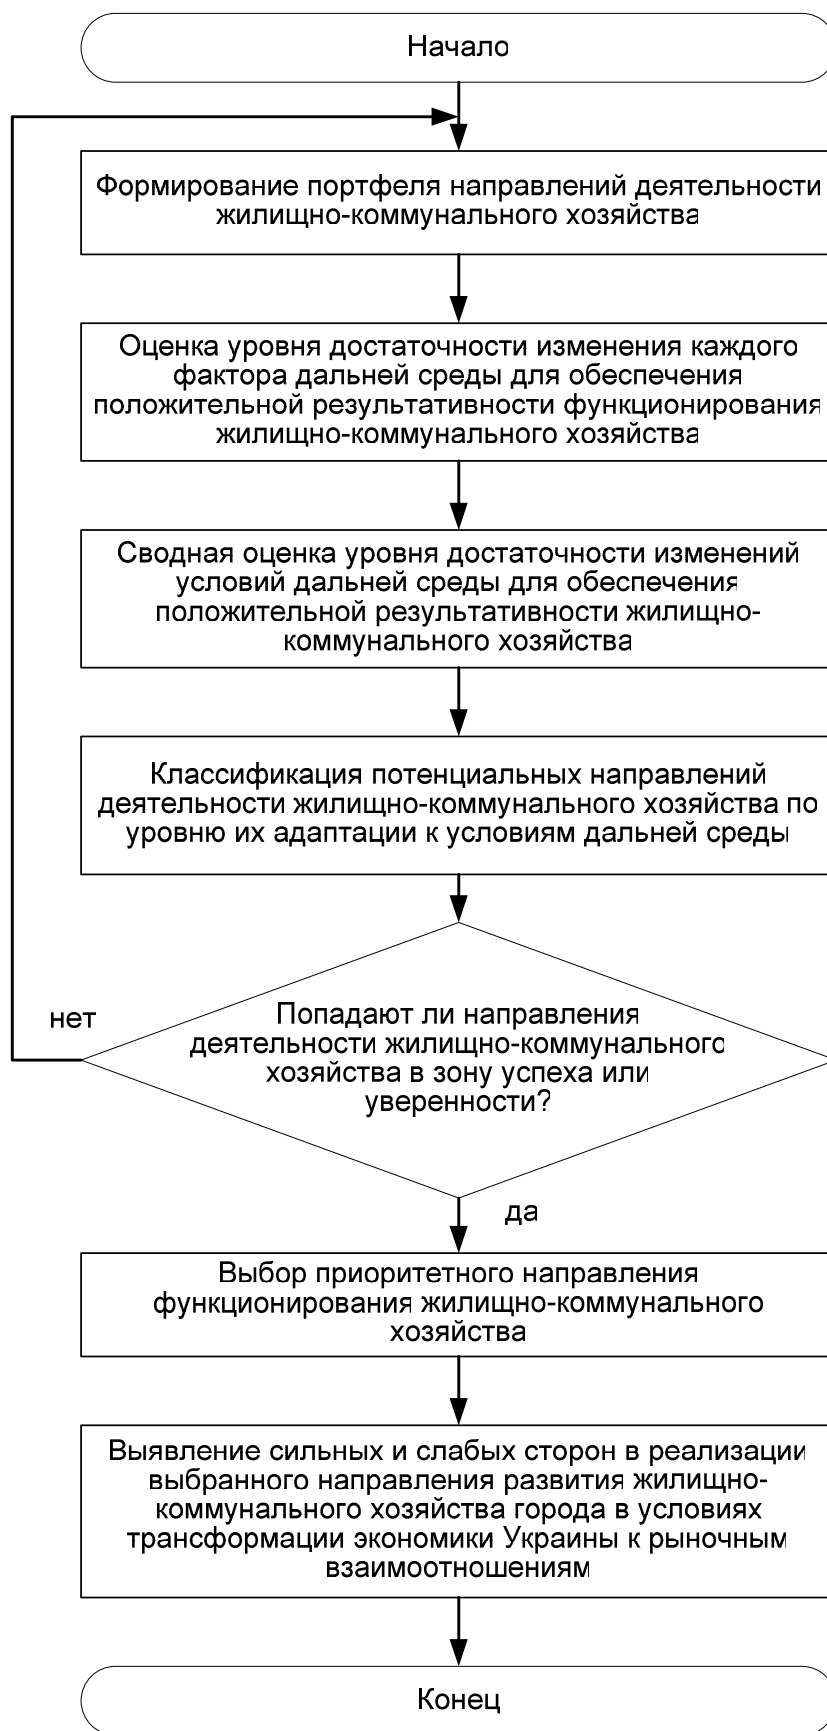 Начало
Формирование портфеля направлений деятельности
жилищно-коммунального хозяйства
Оценка уровня достаточности изменения каждого
фактора дальней среды для обеспечения
положительной результативности функционирования
жилищно-коммунального хозяйства
Сводная оценка уровня достаточности изменений
условий дальней среды для обеспечения
положительной результативности жилищно-
коммунального хозяйства
Классификация потенциальных направлений
деятельности жилищно-коммунального хозяйства по
уровню их адаптации к условиям дальней среды
нет
Попадают ли направления
деятельности жилищно-коммунального
хозяйства в зону успеха или
уверенности?
да
Выбор приоритетного направления
функционирования жилищно-коммунального
хозяйства
Выявление сильных и слабых сторон в реализации
выбранного направления развития жилищно-
коммунального хозяйства города в условиях
трансформации экономики Украины к рыночным
взаимоотношениям
Конец